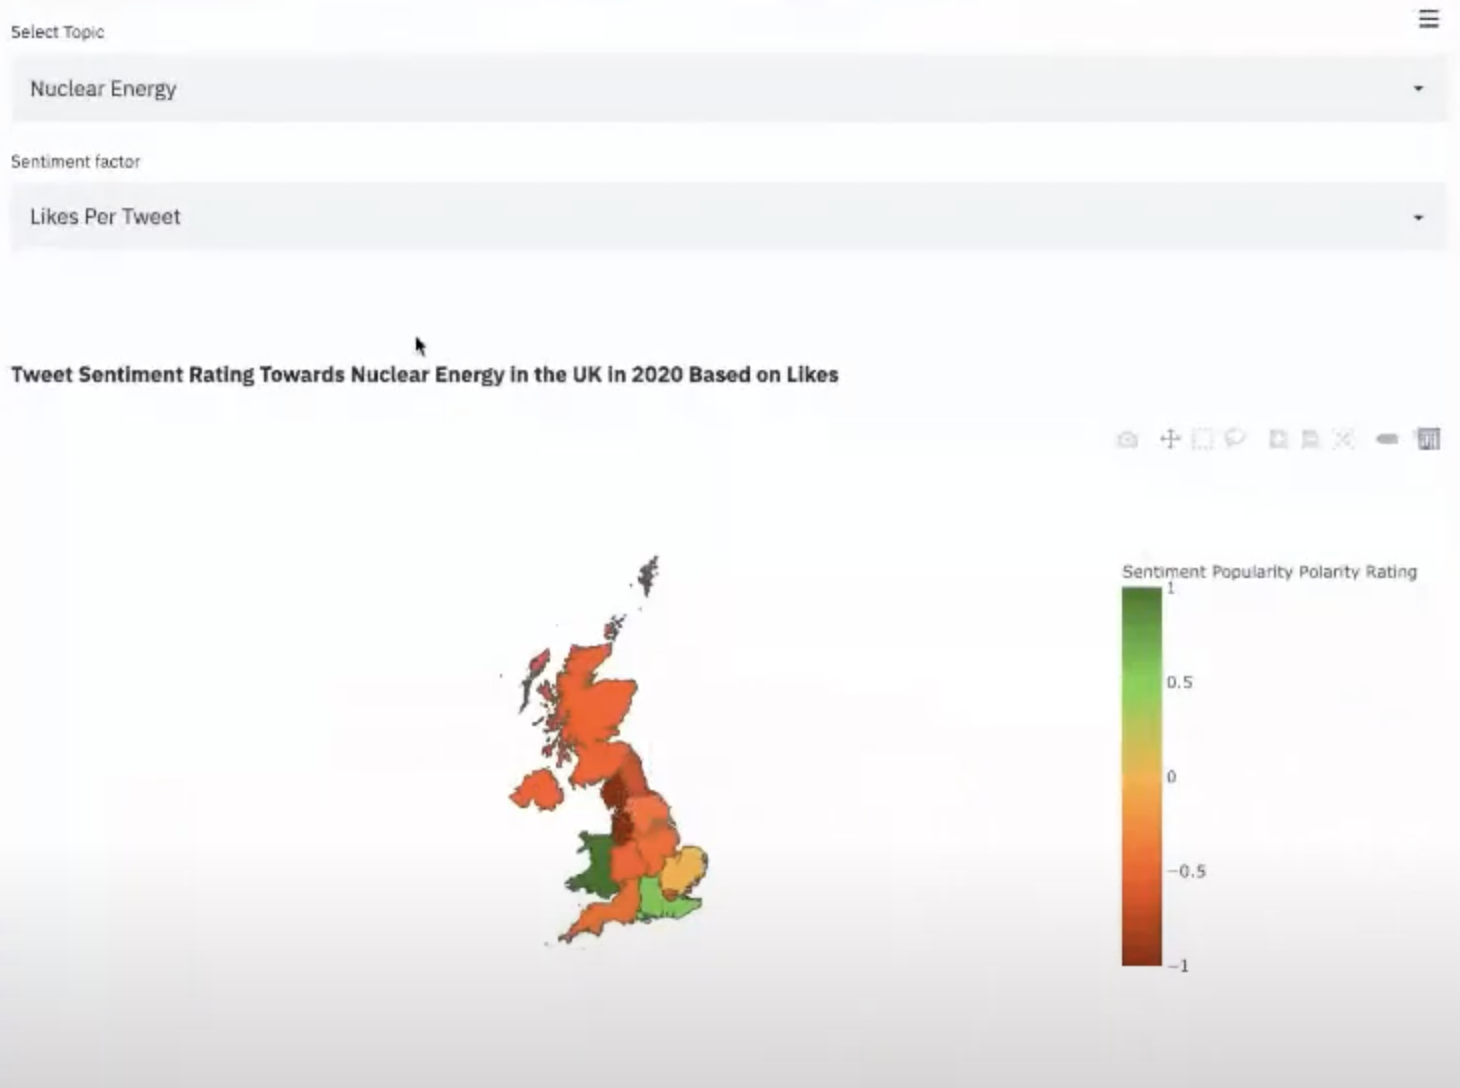 Select Topic
Nuclear Energy
Sentiment factor
Likes Per Tweet
Tweet Sentiment Rating Towards Nuclear Energy in the UK in 2020 Based on Likes
Sentiment Popularity Polarity Rating
1
0.5
0
−0.5
−1